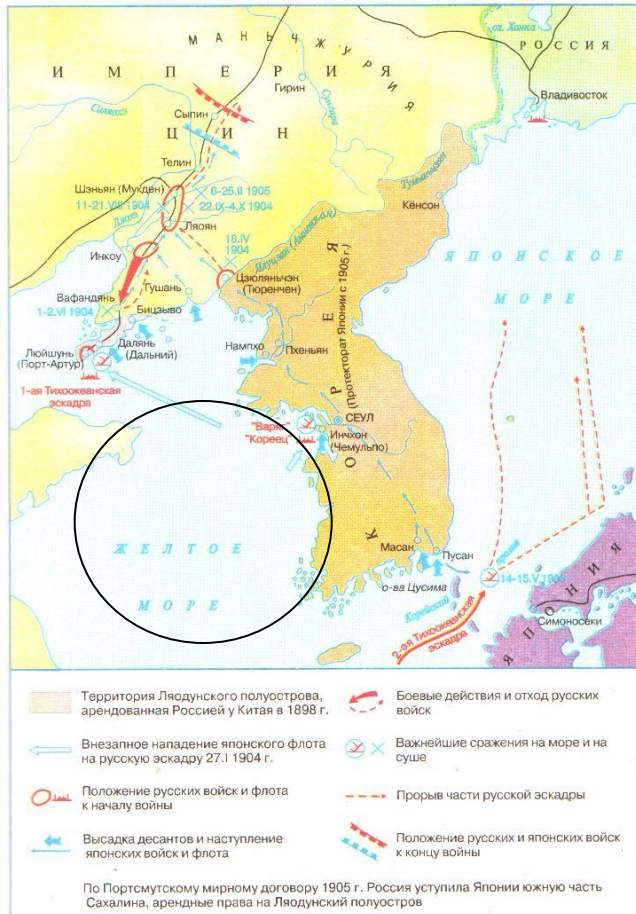 оз. Ханка
РОССИЯ
МАНЬЧЖУРИЯ
ИМПЕРИЯ
Гирин
Сунгари
Владивосток
Силяохэ
Сыпин
ЦИН
Телин
Шэньян (Мукден)
6-25.II 1905
11-21.VIII 1904
22.IX-4.X 1904
Ляохэ
Ляоян
Кёнсон
18.IV
1904
Инкоу
Цзюляньчэн
(Тюренчен)
ЯПОНСКОЕ
МОРЕ
Гушань
Вафандянь
1-2.VI 1904
Бицзыво
Далянь
(Дальний)
Люйшунь
(Порт-Артур)
1-ая Тихоокеанская
эскадра
Нампхо
Пхеньян
КОРЕЯ
(Протекторат Японии с 1905 г.)
СЕУЛ
"Варяг"
"Кореец"
Инчхон
(Чемульпо)
ЖЕЛТОЕ
МОРЕ
Масан
Пусан
о-ва Цусима
Корейский
пролив
14-15.V.1905
2-ая Тихоокеанская
эскадра
Симоносеки
ЯПОНИЯ
Территория Ляодунского полуострова,
арендованная Россией у Китая в 1898 г.
Внезапное нападение японского флота
на русскую эскадру 27.I 1904 г.
Положение русских войск и флота
к началу войны
Высадка десантов и наступление
японских войск и флота
Боевые действия и отход русских
войск
Важнейшие сражения на море и на
суше
Прорыв части русской эскадры
Положение русских и японских войск
к концу войны
По Портсмутскому мирному договору 1905 г. Россия уступила Японии южную часть
Сахалина, арендные права на Ляодунский полуостров